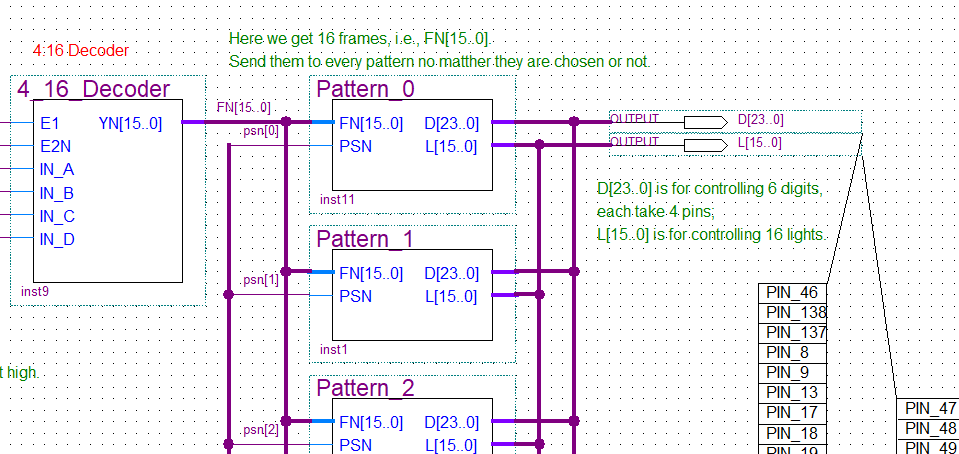 Here we get 16 frames, i.e., FN[15..0].
4:16 Decoder
Send them to every pattern no matther they are chosen or not.
4_16_Decoder
Pattern_0
FN[15..0]
E1
YN[15..0]
FN[15..0]
D[23..0]
OUTPUT
D[23..0]
psn[0]
E2N
PSN
L[15..0]
OUTPUT
L[15..0]
IN_A
IN_B
IN_C
IN_D
inst11
D[23..0] is for controlling 6 digits,
each take 4 pins;
L[15..0] is for controlling 16 lights.
Pattern_1
FN[15..0]
D[23..0]
psn[1]
PSN
L[15..0]
inst9
inst1
PIN_46
PIN_138
PIN_137
PIN_8
PIN_9
PIN_13
PIN_17
PIN_18
PIN_19
t high.
Pattern_2
FN[15..0]
D[23..0]
psn[2]
PSN
L[15..0]
PIN_47
PIN_48
PIN_49